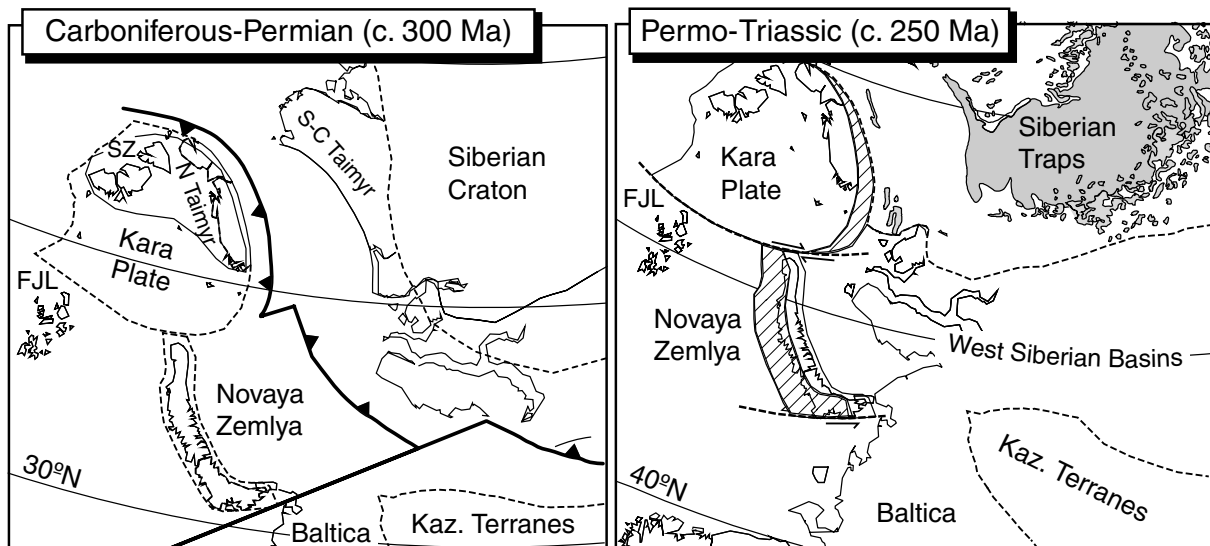 Carboniferous-Permian (c. 300 Ma)
SZ
N Taimyr
S-C Taimyr
Siberian
Craton
Kara
Plate
FJL
Novaya
Zemlya
30ºN
Baltica
Kaz. Terranes
Permo-Triassic (c. 250 Ma)
Siberian
Traps
Kara
Plate
FJL
Novaya
Zemlya
West Siberian Basins
Kaz. Terranes
40ºN
Baltica